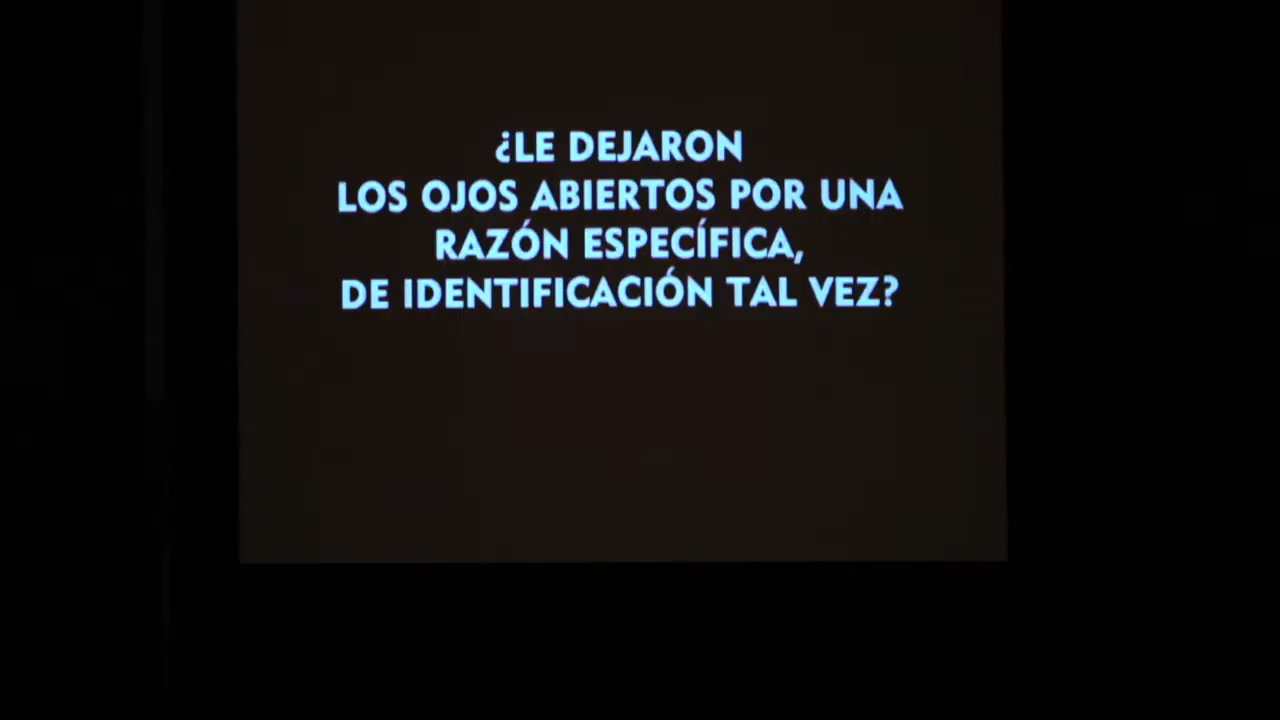 ¿LE DEJARON
LOS OJOS ABIERTOS POR UNA
RAZÓN ESPECÍFICA,
DE IDENTIFICACIÓN TAL VEZ?